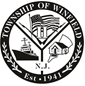 TOWNSHIP OF WINFIELD
N.J.
Est • 1941